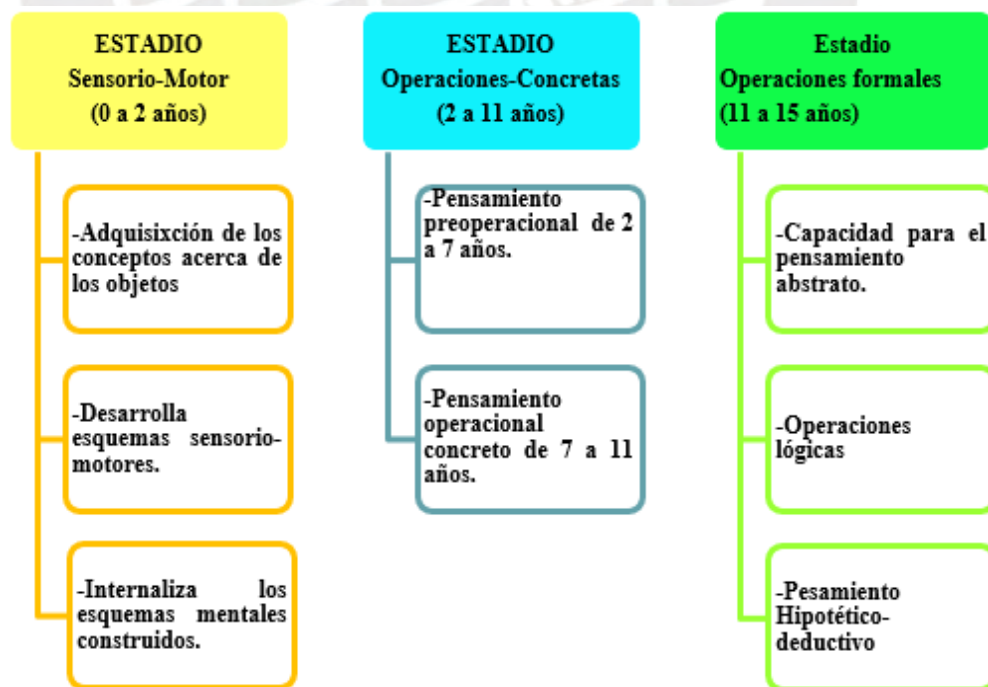 ESTADIO
Sensorio-Motor
(0 a 2 años)
-Adquisixción de los
conceptos acerca de
los objetos
-Desarrolla
esquemas sensorio-
motores.
-Internaliza los
esquemas mentales
construidos.
ESTADIO
Operaciones-Concretas
(2 a 11 años)
-Pensamiento
preoperacional de 2
a 7 años.
-Pensamiento
operacional
concreto de 7 a 11
años.
Estadio
Operaciones formales
(11 a 15 años)
-Capacidad para el
pensamiento
abstrato.
-Operaciones
lógicas
-Pesamiento
Hipotético-
deductivo